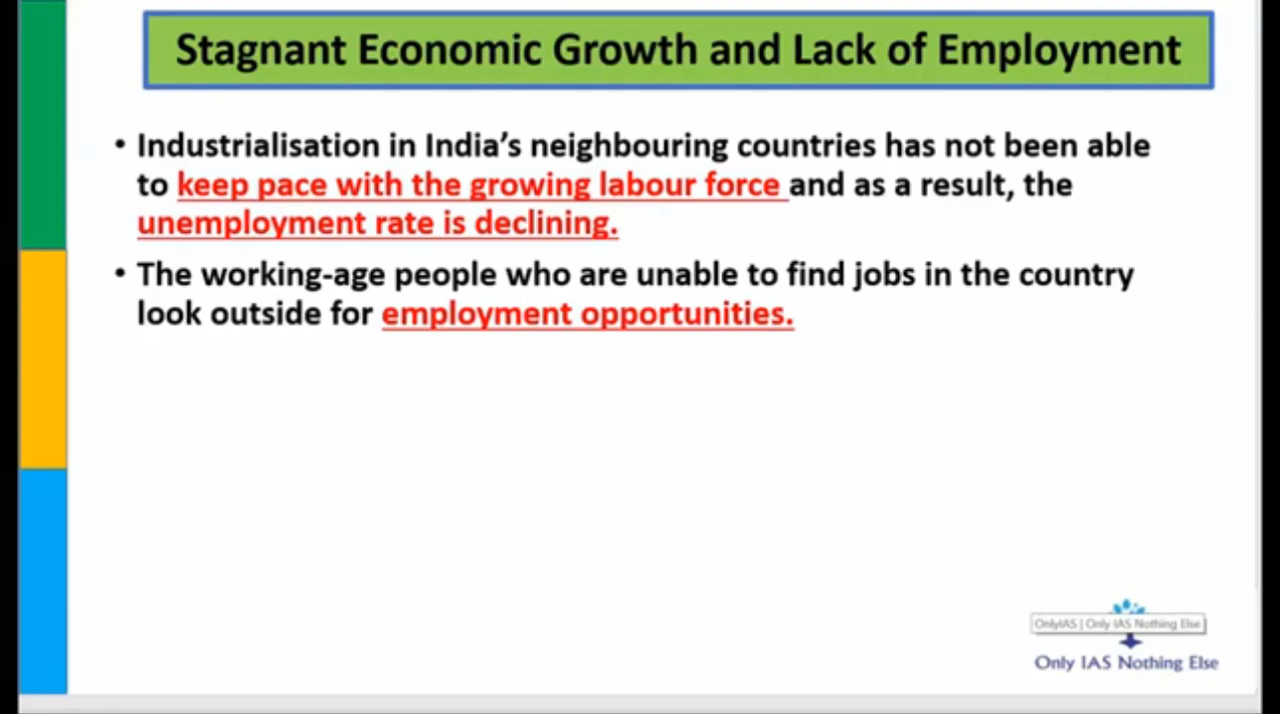 Stagnant Economic Growth and Lack of Employment
• Industrialisation in India's neighbouring countries has not been able
to keep pace with the growing labour force and as a result, the
unemployment rate is declining.
• The working-age people who are unable to find jobs in the country
look outside for employment opportunities.
OnlyIAS | Only IAS Nothing Else
Only IAS Nothing Else